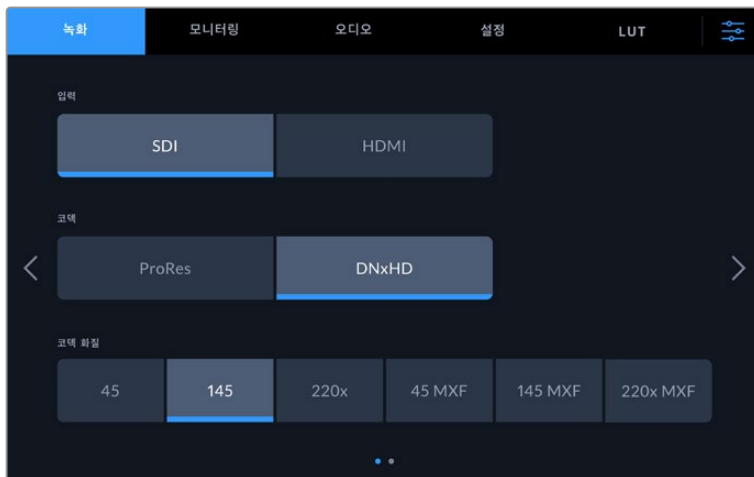 녹화 모니터링 오디오 설정 LUT
입력
SDI HDMI
코덱
ProRes DNxHD
코덱 화질
45 145 220x 45 MXF 145 MXF 220x MXF